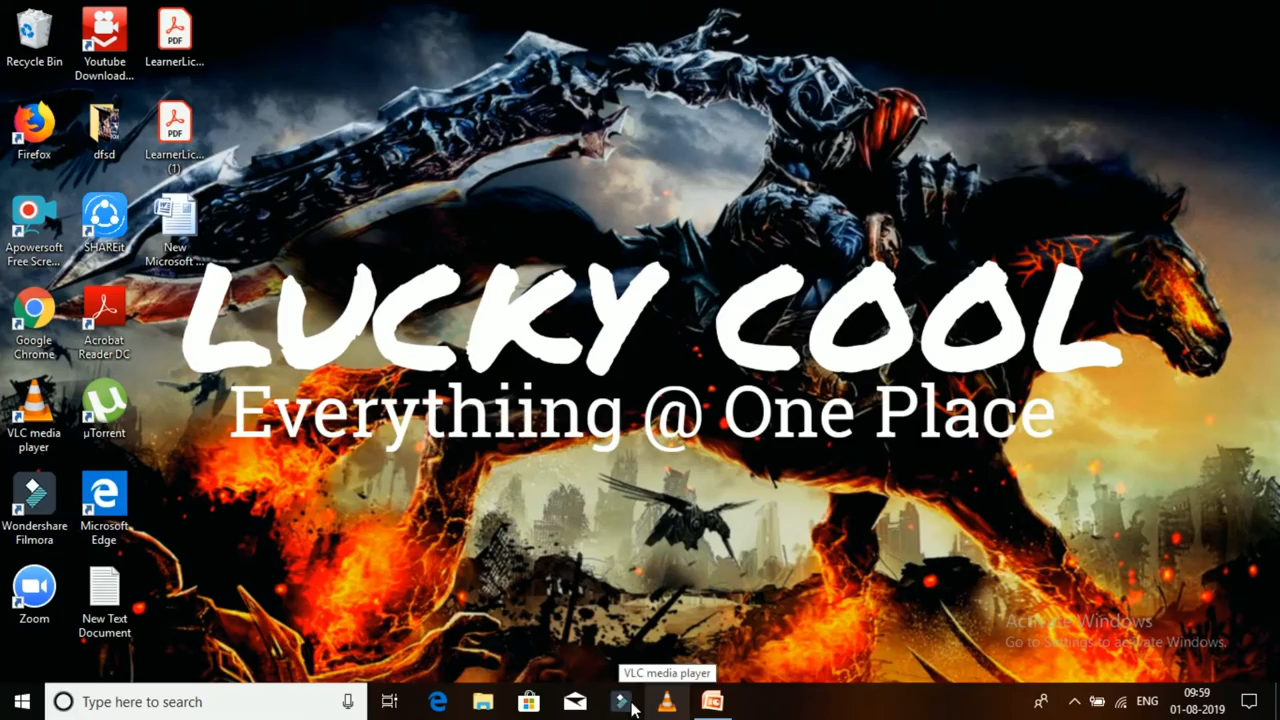 Recycle Bin
Youtube
Download...
PDF
LearnerLic...
Firefox
dfsd
PDF
LearnerLic...
(1)
Apowersoft
Free Scre...
SHAREit
New
Microsoft ...
Google
Chrome
Acrobat
Reader DC
VLC media
player
µTorrent
Wondershare
Filmora
Microsoft
Edge
Zoom
New Text
Document
LUCKY COOL
Everythiing @ One Place
Activate Windows
Go to Settings to activate Windows.
VLC media player
Type here to search
ENG
09:59
01-08-2019